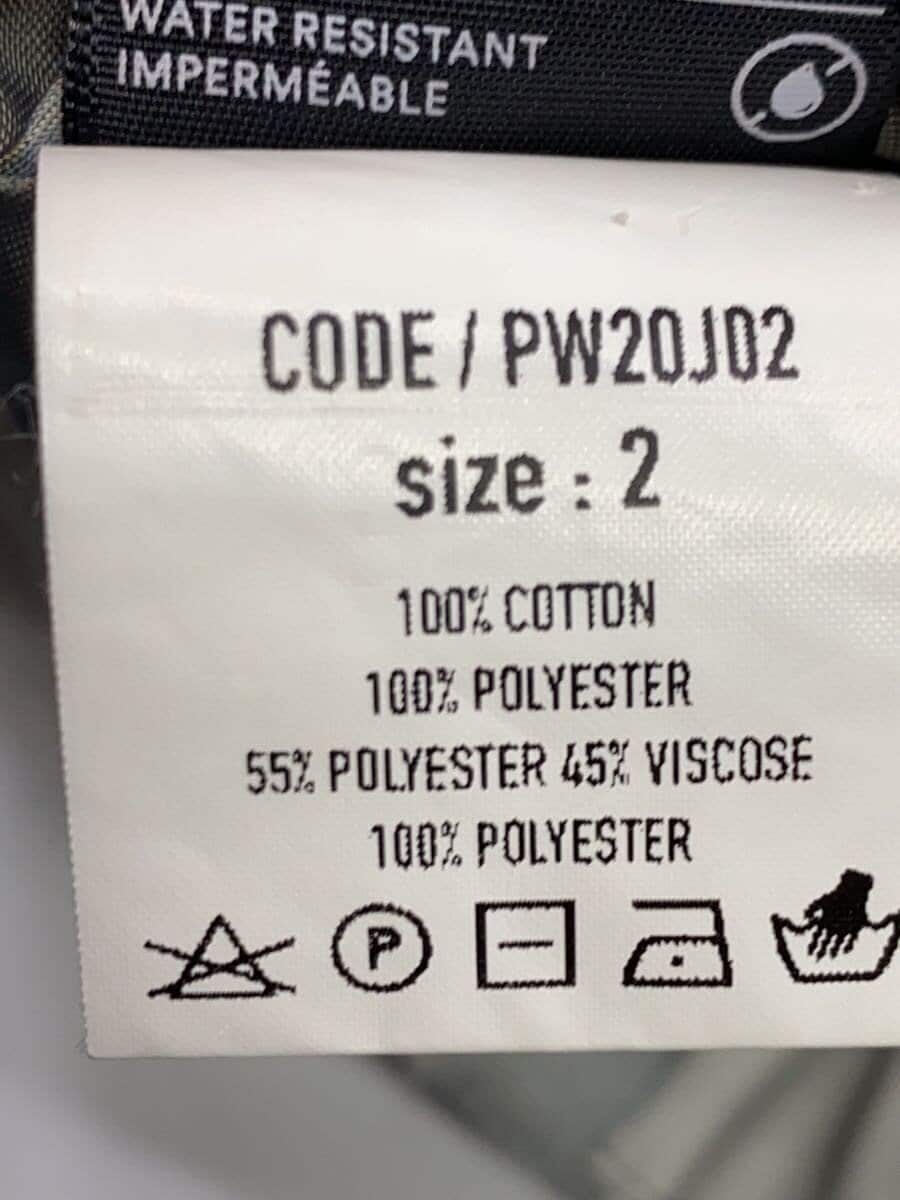 WATER RESISTANT
IMPERMÉABLE
CODE / PW20J02
size : 2
100% COTTON
100% POLYESTER
55% POLYESTER 45% VISCOSE
100% POLYESTER
P